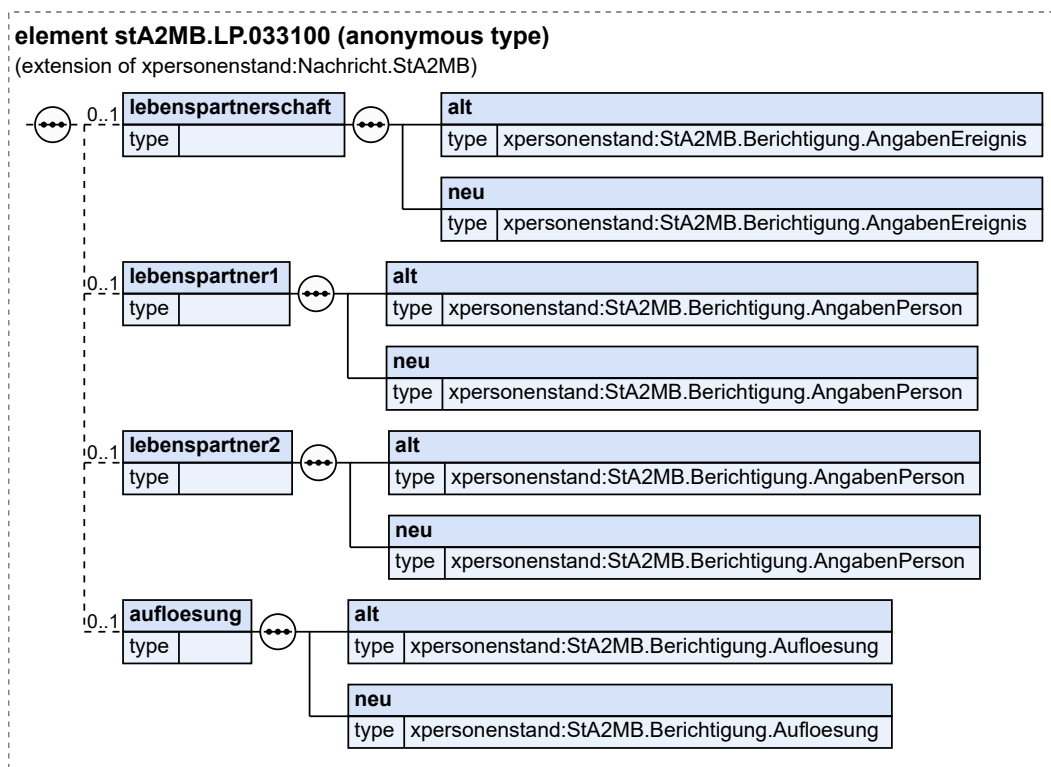 element stA2MB.LP.033100 (anonymous type)
(extension of xpersonenstand:Nachricht.StA2MB)
0..1
lebenspartnerschaft
type
alt
type xpersonenstand:StA2MB.Berichtigung.AngabenEreignis
neu
type xpersonenstand:StA2MB.Berichtigung.AngabenEreignis
0..1
lebenspartner1
type
alt
type xpersonenstand:StA2MB.Berichtigung.AngabenPerson
neu
type xpersonenstand:StA2MB.Berichtigung.AngabenPerson
0..1
lebenspartner2
type
alt
type xpersonenstand:StA2MB.Berichtigung.AngabenPerson
neu
type xpersonenstand:StA2MB.Berichtigung.AngabenPerson
0..1
aufloesung
type
alt
type xpersonenstand:StA2MB.Berichtigung.Aufloesung
neu
type xpersonenstand:StA2MB.Berichtigung.Aufloesung